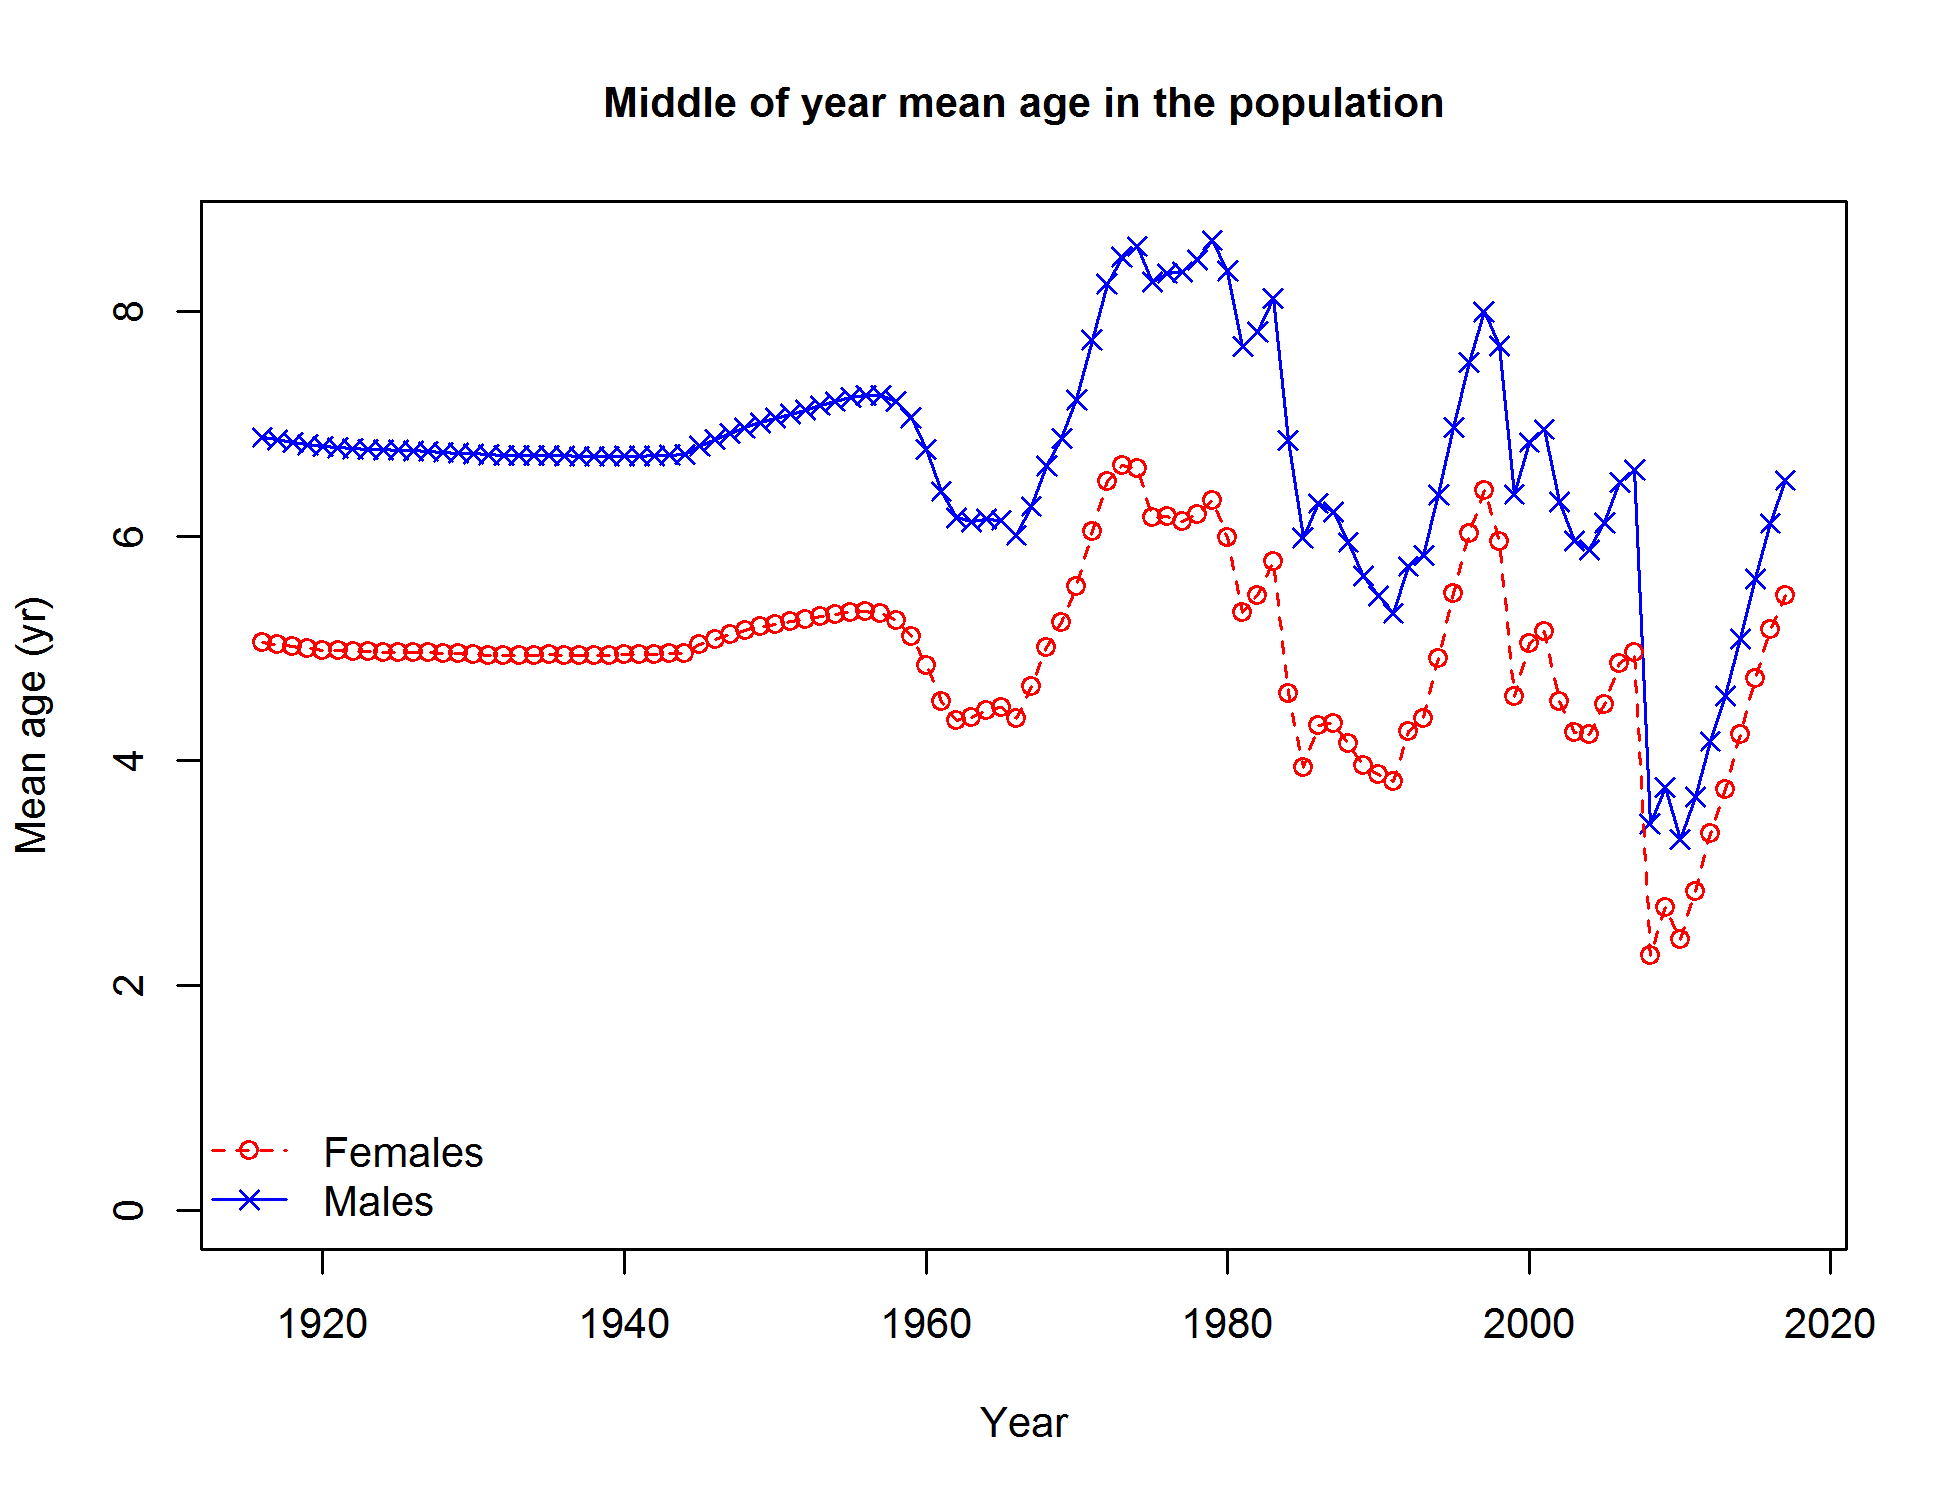 Middle of year mean age in the population
Mean age (yr)
8
6
4
2
0
Females
Males
1920 1940 1960 1980 2000 2020
Year